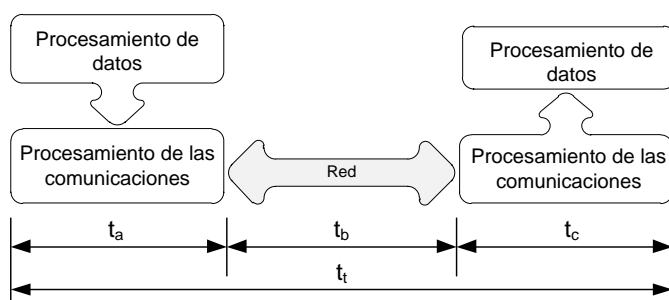 Procesamiento de
datos
Procesamiento de
datos
Procesamiento de las
comunicaciones
Red
Procesamiento de las
comunicaciones
ta
tb
tc
tt